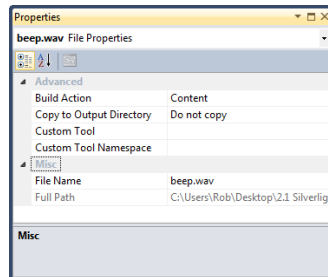 Properties
beep.wav File Properties
Advanced
Build Action Content
Copy to Output Directory Do not copy
Custom Tool
Custom Tool Namespace
Misc
File Name beep.wav
Full Path C:\Users\Rob\Desktop\2.1 Silverlig
Misc